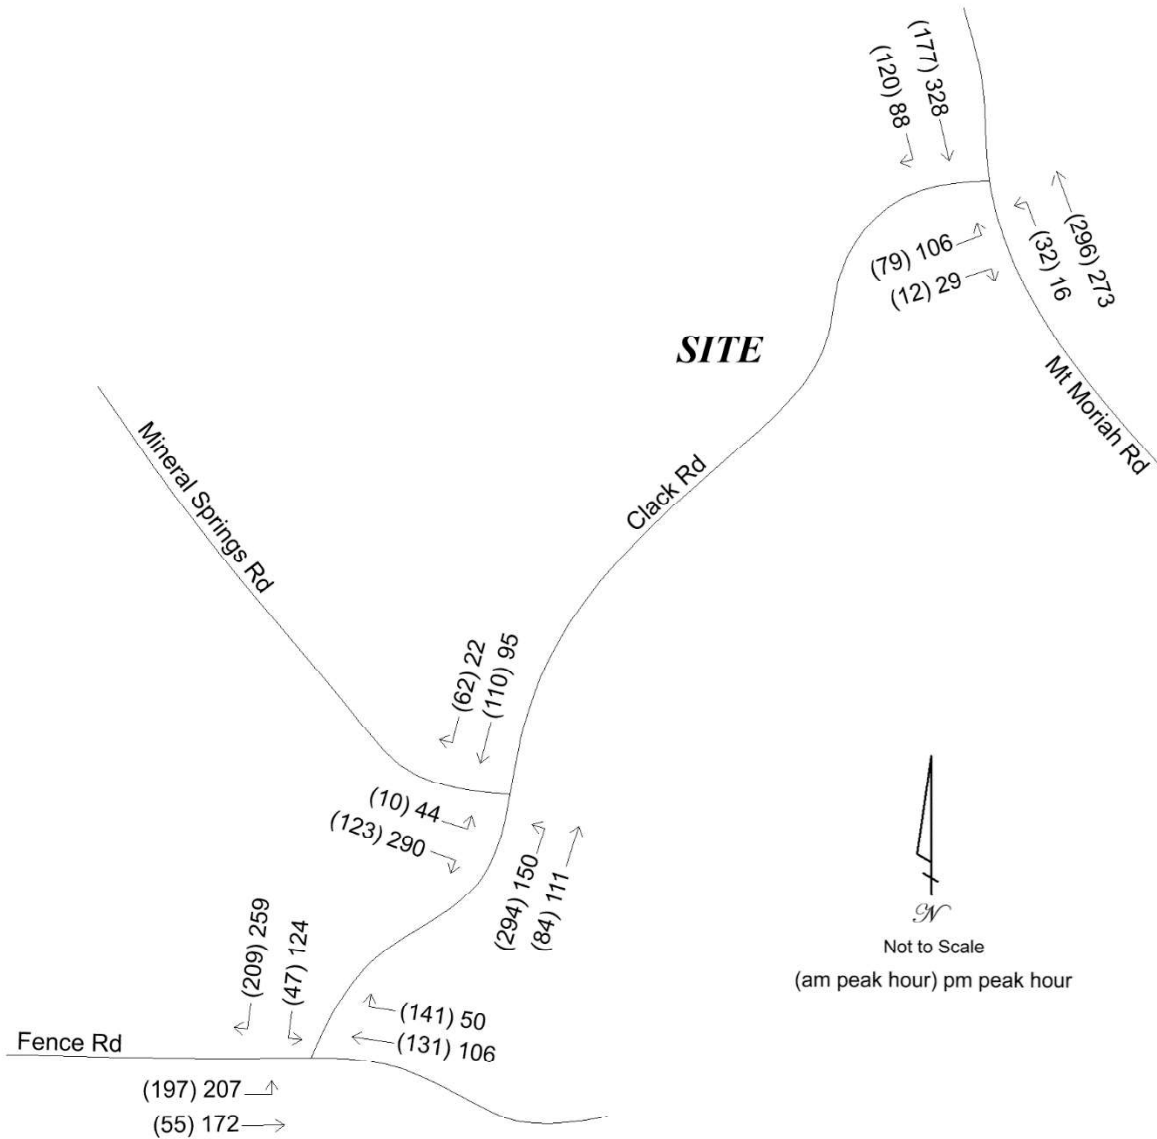 (177) 328
(120) 88
(296) 273
(32) 16
(79) 106
(12) 29
SITE
Mt Moriah Rd
Mineral Springs Rd
Clack Rd
(62) 22
(110) 95
(10) 44
(123) 290
(294) 150
(84) 111
N
Not to Scale
(am peak hour) pm peak hour
(209) 259
(47) 124
(141) 50
(131) 106
Fence Rd
(197) 207
(55) 172